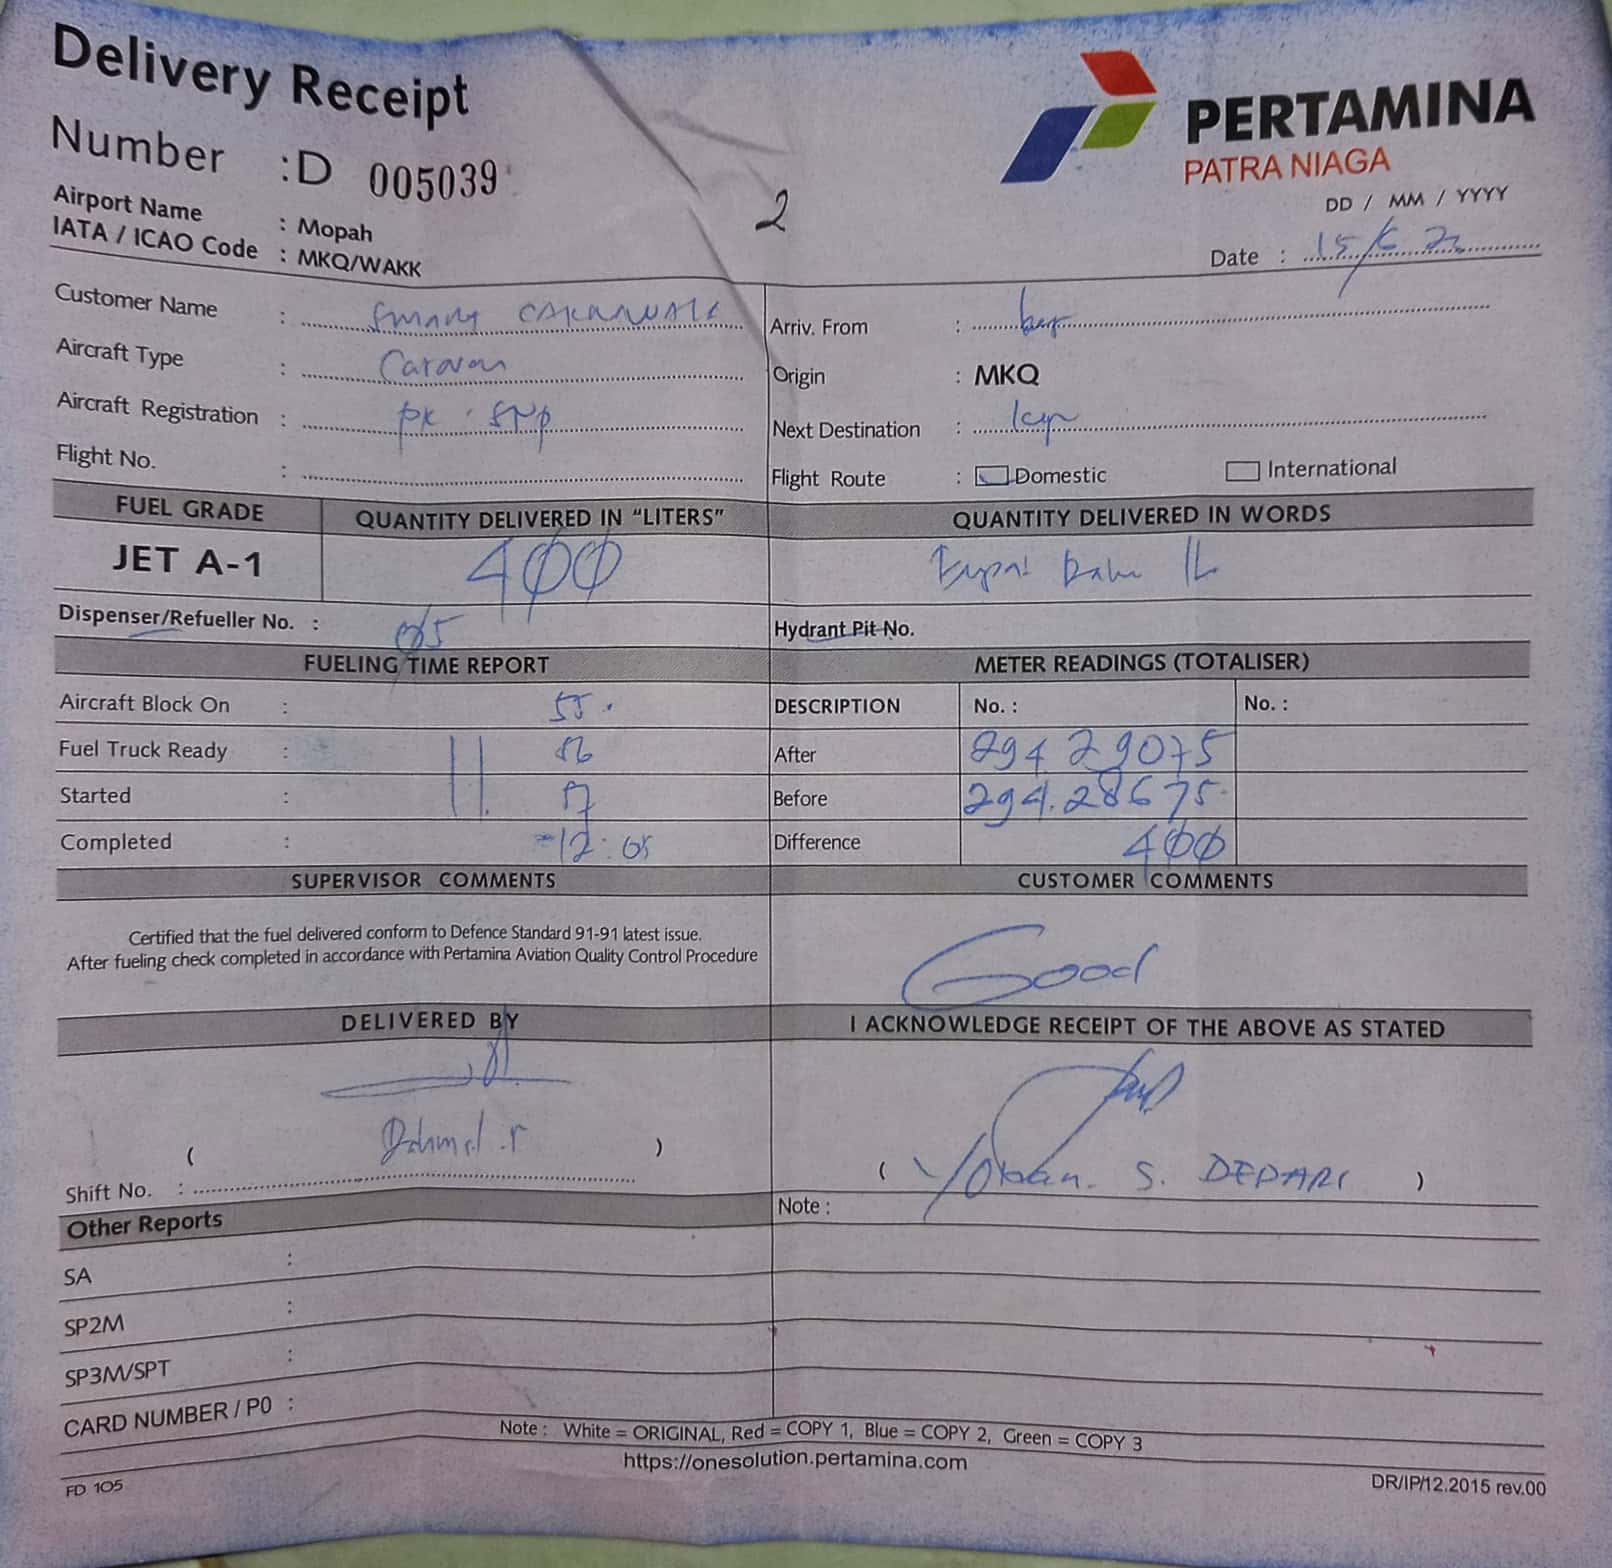 Delivery Receipt
Number : D 005039
PERTAMINA
PATRA NIAGA
2
Airport Name : Mopah
IATA / ICAO Code : MKQ/WAKK
DD / MM / YYYY
Date : 15/
Customer Name :
Arriv. From :
Aircraft Type : Caravan
Origin : MKQ
Aircraft Registration : PK
Next Destination :
Flight No. :
Flight Route : Domestic International
FUEL GRADE QUANTITY DELIVERED IN "LITERS" QUANTITY DELIVERED IN WORDS
JET A-1 400
Dispenser/Refueller No. : 05
Hydrant Pit No.
FUELING TIME REPORT METER READINGS (TOTALISER)
Aircraft Block On : 55. DESCRIPTION No. : No. :
Fuel Truck Ready : 56 After 294 29075
Started : 11. 57 Before 294.28675
Completed : 12:05 Difference 400
SUPERVISOR COMMENTS CUSTOMER COMMENTS
Certified that the fuel delivered conform to Defence Standard 91-91 latest issue.
After fueling check completed in accordance with Pertamina Aviation Quality Control Procedure
Good
DELIVERED BY I ACKNOWLEDGE RECEIPT OF THE ABOVE AS STATED
( )
( S. DEPARI )
Shift No. :
Other Reports
Note :
SA :
SP2M :
SP3M/SPT :
CARD NUMBER / P0 :
Note : White = ORIGINAL, Red = COPY 1, Blue = COPY 2, Green = COPY 3
https://onesolution.pertamina.com
FD 105
DR/IP/12.2015 rev.00